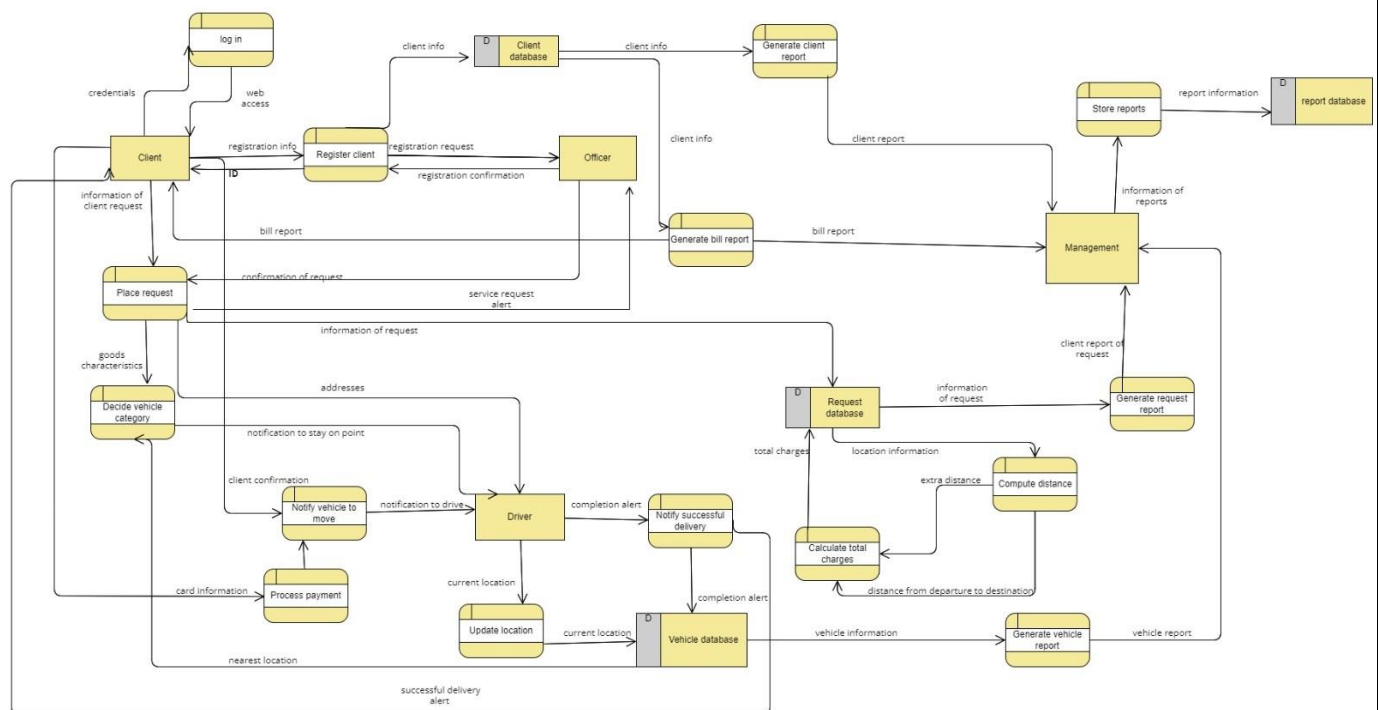 log in
credentials
web
access
client info
D
Client
database
client info
Generate client
report
client info
client report
Store reports
report information
D
report database
Client
registration info
Register client
registration request
Officer
ID
registration confirmation
information of
client request
information of
reports
bill report
Generate bill report
bill report
Management
confirmation of request
Place request
service request
alert
information of request
client report of
request
goods
characteristics
addresses
Decide vehicle
category
D
Request
database
information
of request
Generate request
report
notification to stay on point
total charges
location information
client confirmation
extra distance
Compute distance
Notify vehicle to
move
notification to drive
Driver
completion alert
Notify successful
delivery
Calculate total
charges
current location
card information
Process payment
completion alert
distance from departure to destination
Update location
current location
D
Vehicle database
vehicle information
Generate vehicle
report
vehicle report
nearest location
successful delivery
alert